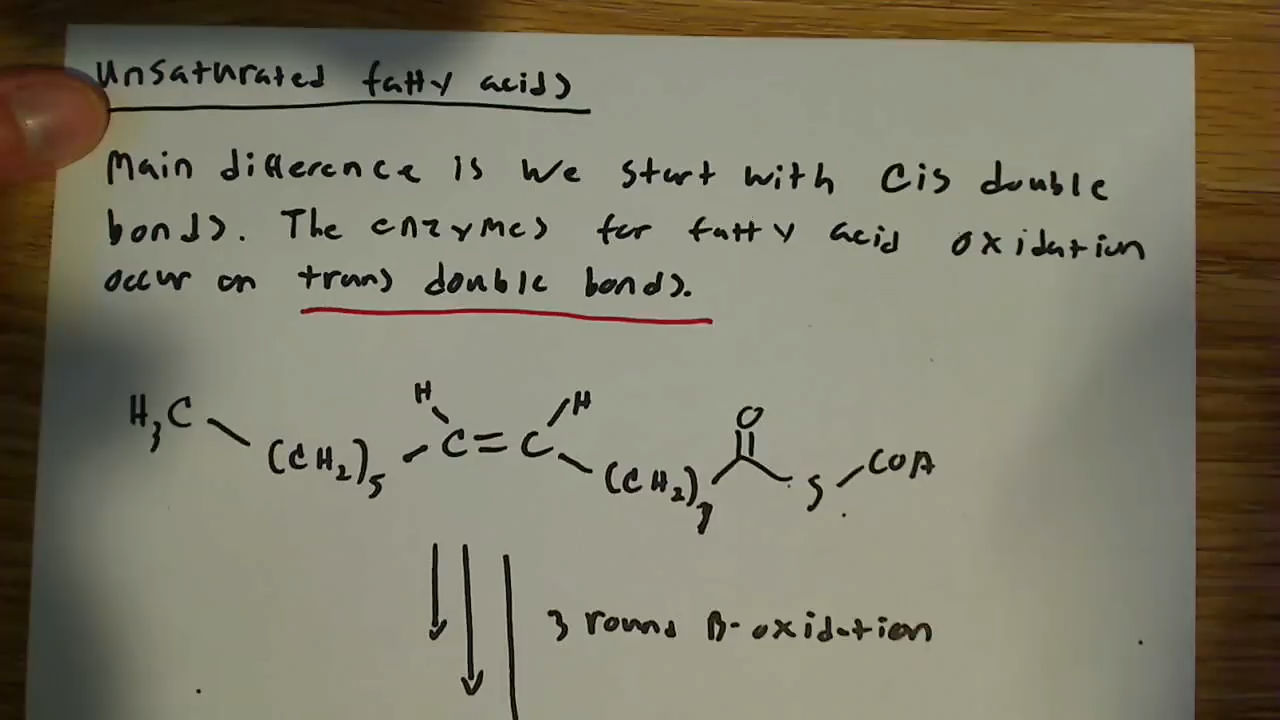 Unsaturated fatty acids
Main difference is we start with Cis double
bonds. The enzymes for fatty acid oxidation
occur on trans double bonds.
H H O
H3C (CH2)5 C=C (CH2)7 S COA
3 round B-oxidation